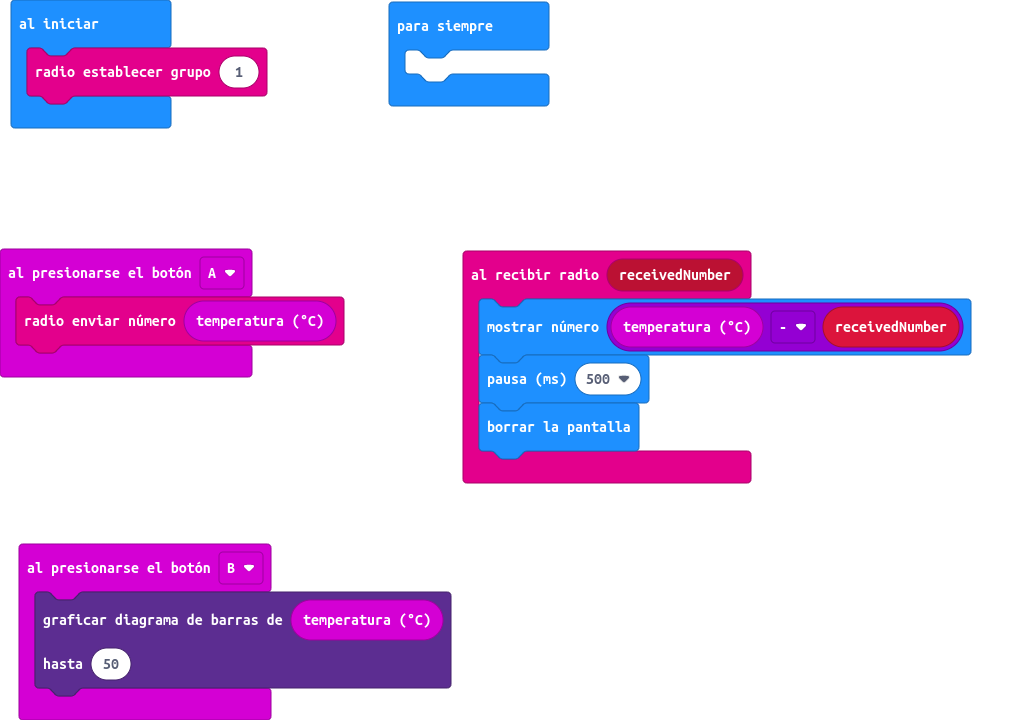 al iniciar
radio establecer grupo 1
para siempre
al presionarse el botón A
radio enviar número temperatura (°C)
al recibir radio receivedNumber
mostrar número temperatura (°C) - receivedNumber
pausa (ms) 500
borrar la pantalla
al presionarse el botón B
graficar diagrama de barras de temperatura (°C)
hasta 50